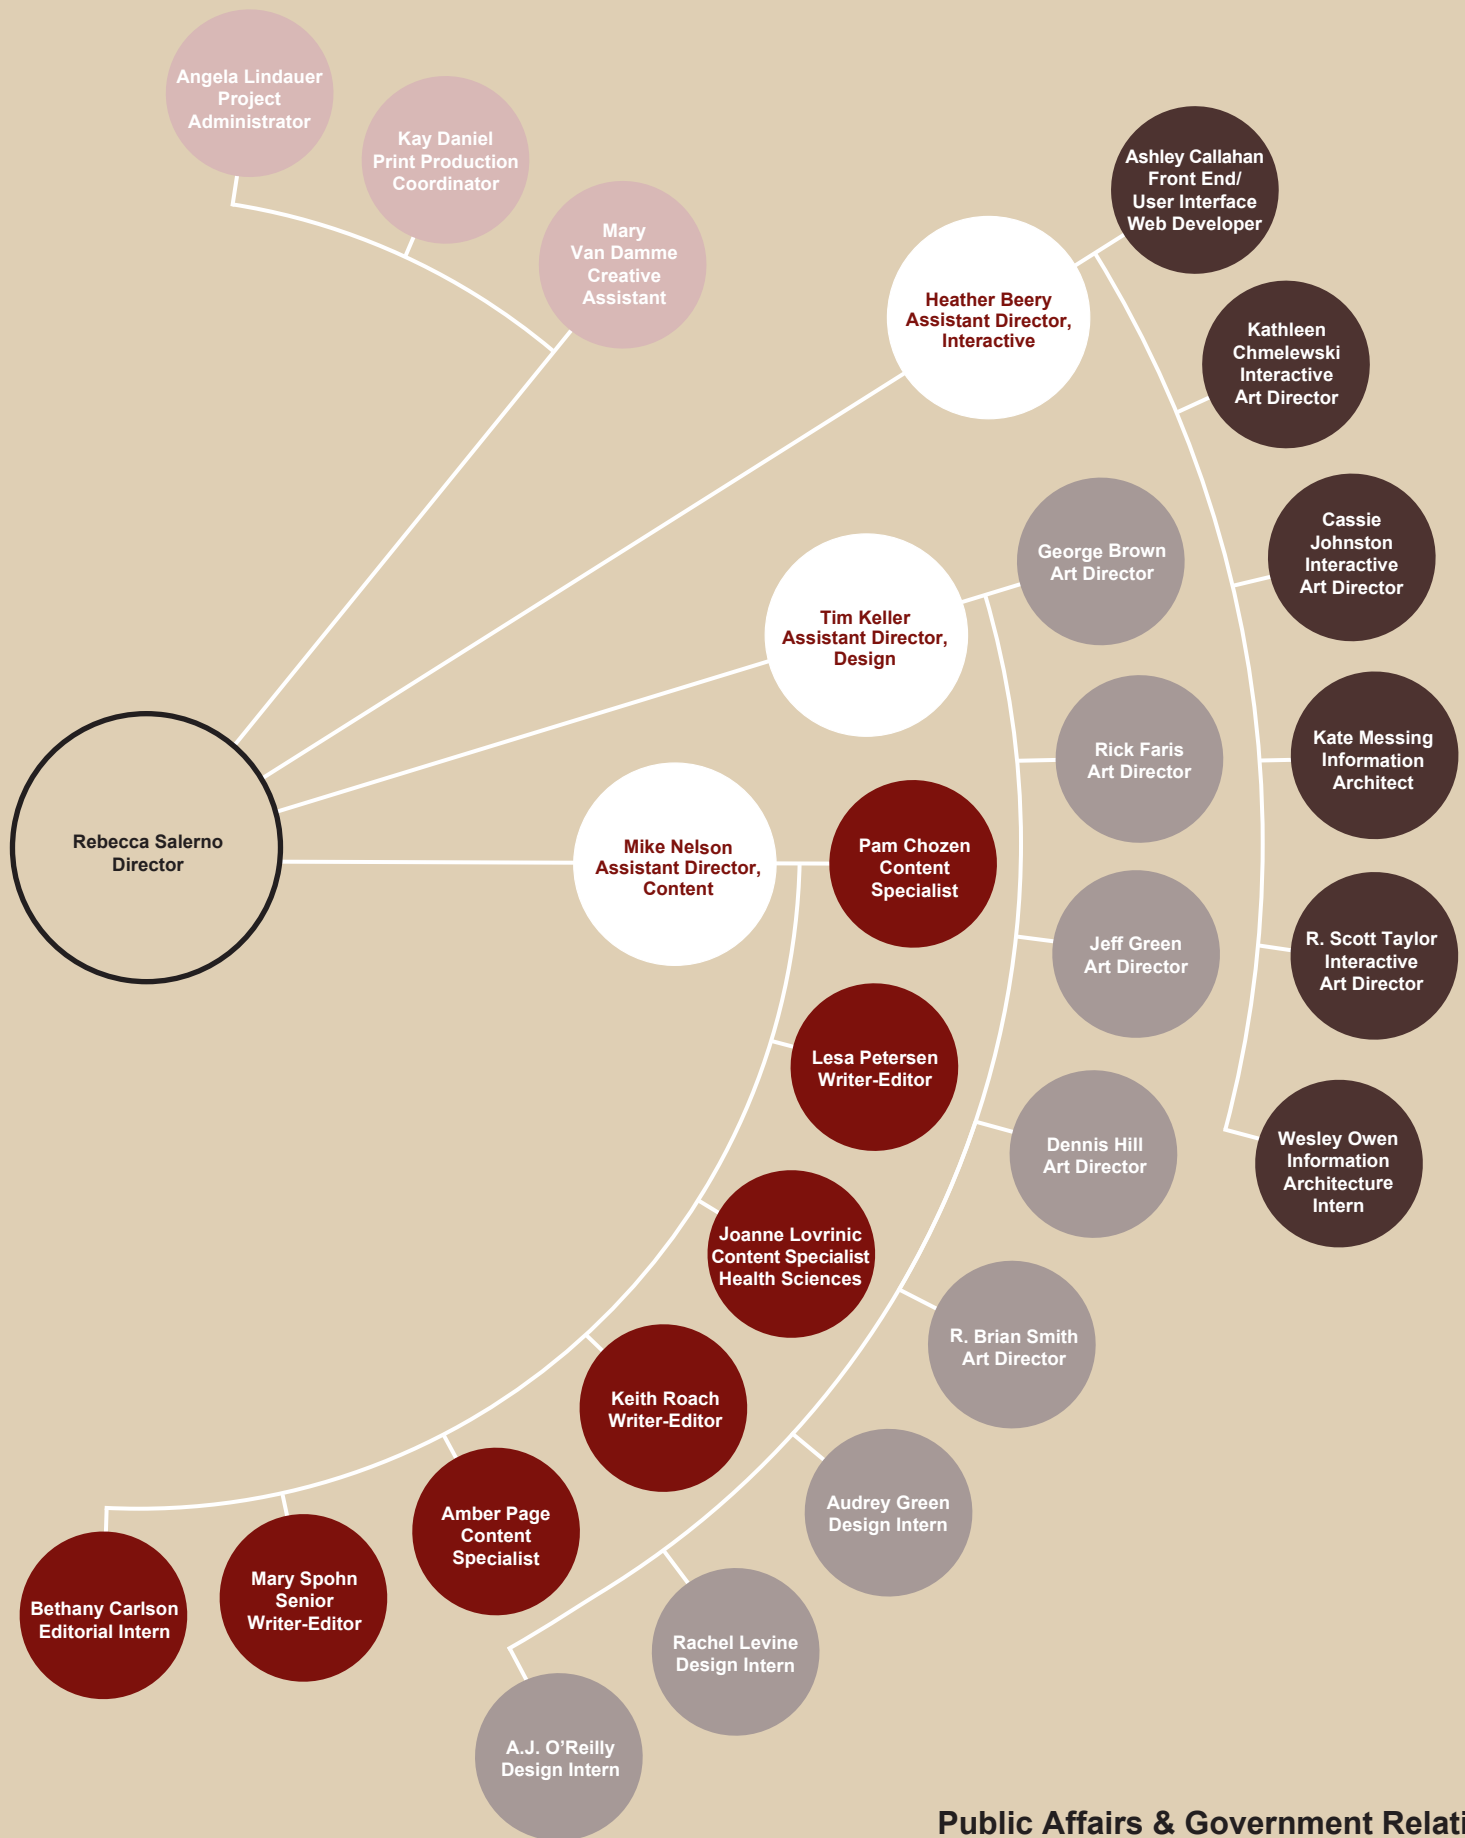 Angela Lindauer
Project
Administrator
Kay Daniel
Print Production
Coordinator
Mary
Van Damme
Creative
Assistant
Ashley Callahan
Front End/
User Interface
Web Developer
Heather Beery
Assistant Director,
Interactive
Kathleen
Chmelewski
Interactive
Art Director
Cassie
Johnston
Interactive
Art Director
George Brown
Art Director
Tim Keller
Assistant Director,
Design
Rick Faris
Art Director
Kate Messing
Information
Architect
Rebecca Salerno
Director
Mike Nelson
Assistant Director,
Content
Pam Chozen
Content
Specialist
Jeff Green
Art Director
R. Scott Taylor
Interactive
Art Director
Lesa Petersen
Writer-Editor
Dennis Hill
Art Director
Wesley Owen
Information
Architecture
Intern
Joanne Lovrinic
Content Specialist
Health Sciences
R. Brian Smith
Art Director
Keith Roach
Writer-Editor
Audrey Green
Design Intern
Amber Page
Content
Specialist
Mary Spohn
Senior
Writer-Editor
Bethany Carlson
Editorial Intern
Rachel Levine
Design Intern
A.J. O'Reilly
Design Intern
Public Affairs & Government Relati